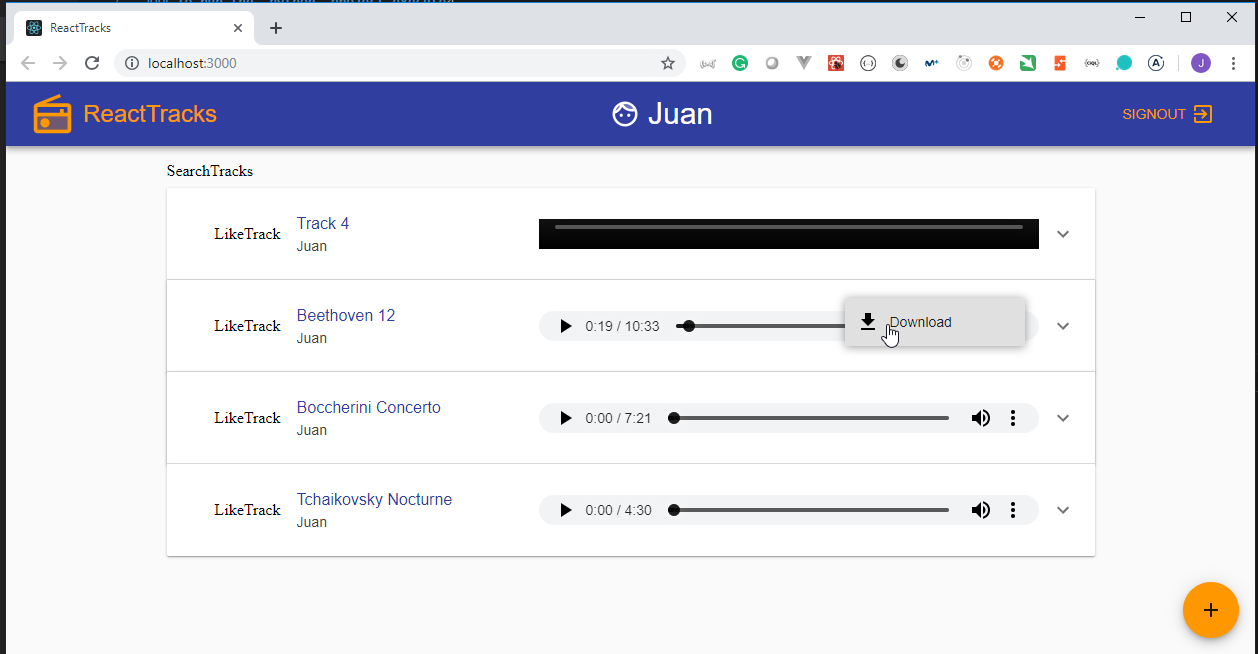 ReactTracks
localhost:3000
J
ReactTracks
Juan
SIGNOUT
SearchTracks
LikeTrack
Track 4
Juan
LikeTrack
Beethoven 12
Juan
0:19 / 10:33
Download
LikeTrack
Boccherini Concerto
Juan
0:00 / 7:21
LikeTrack
Tchaikovsky Nocturne
Juan
0:00 / 4:30